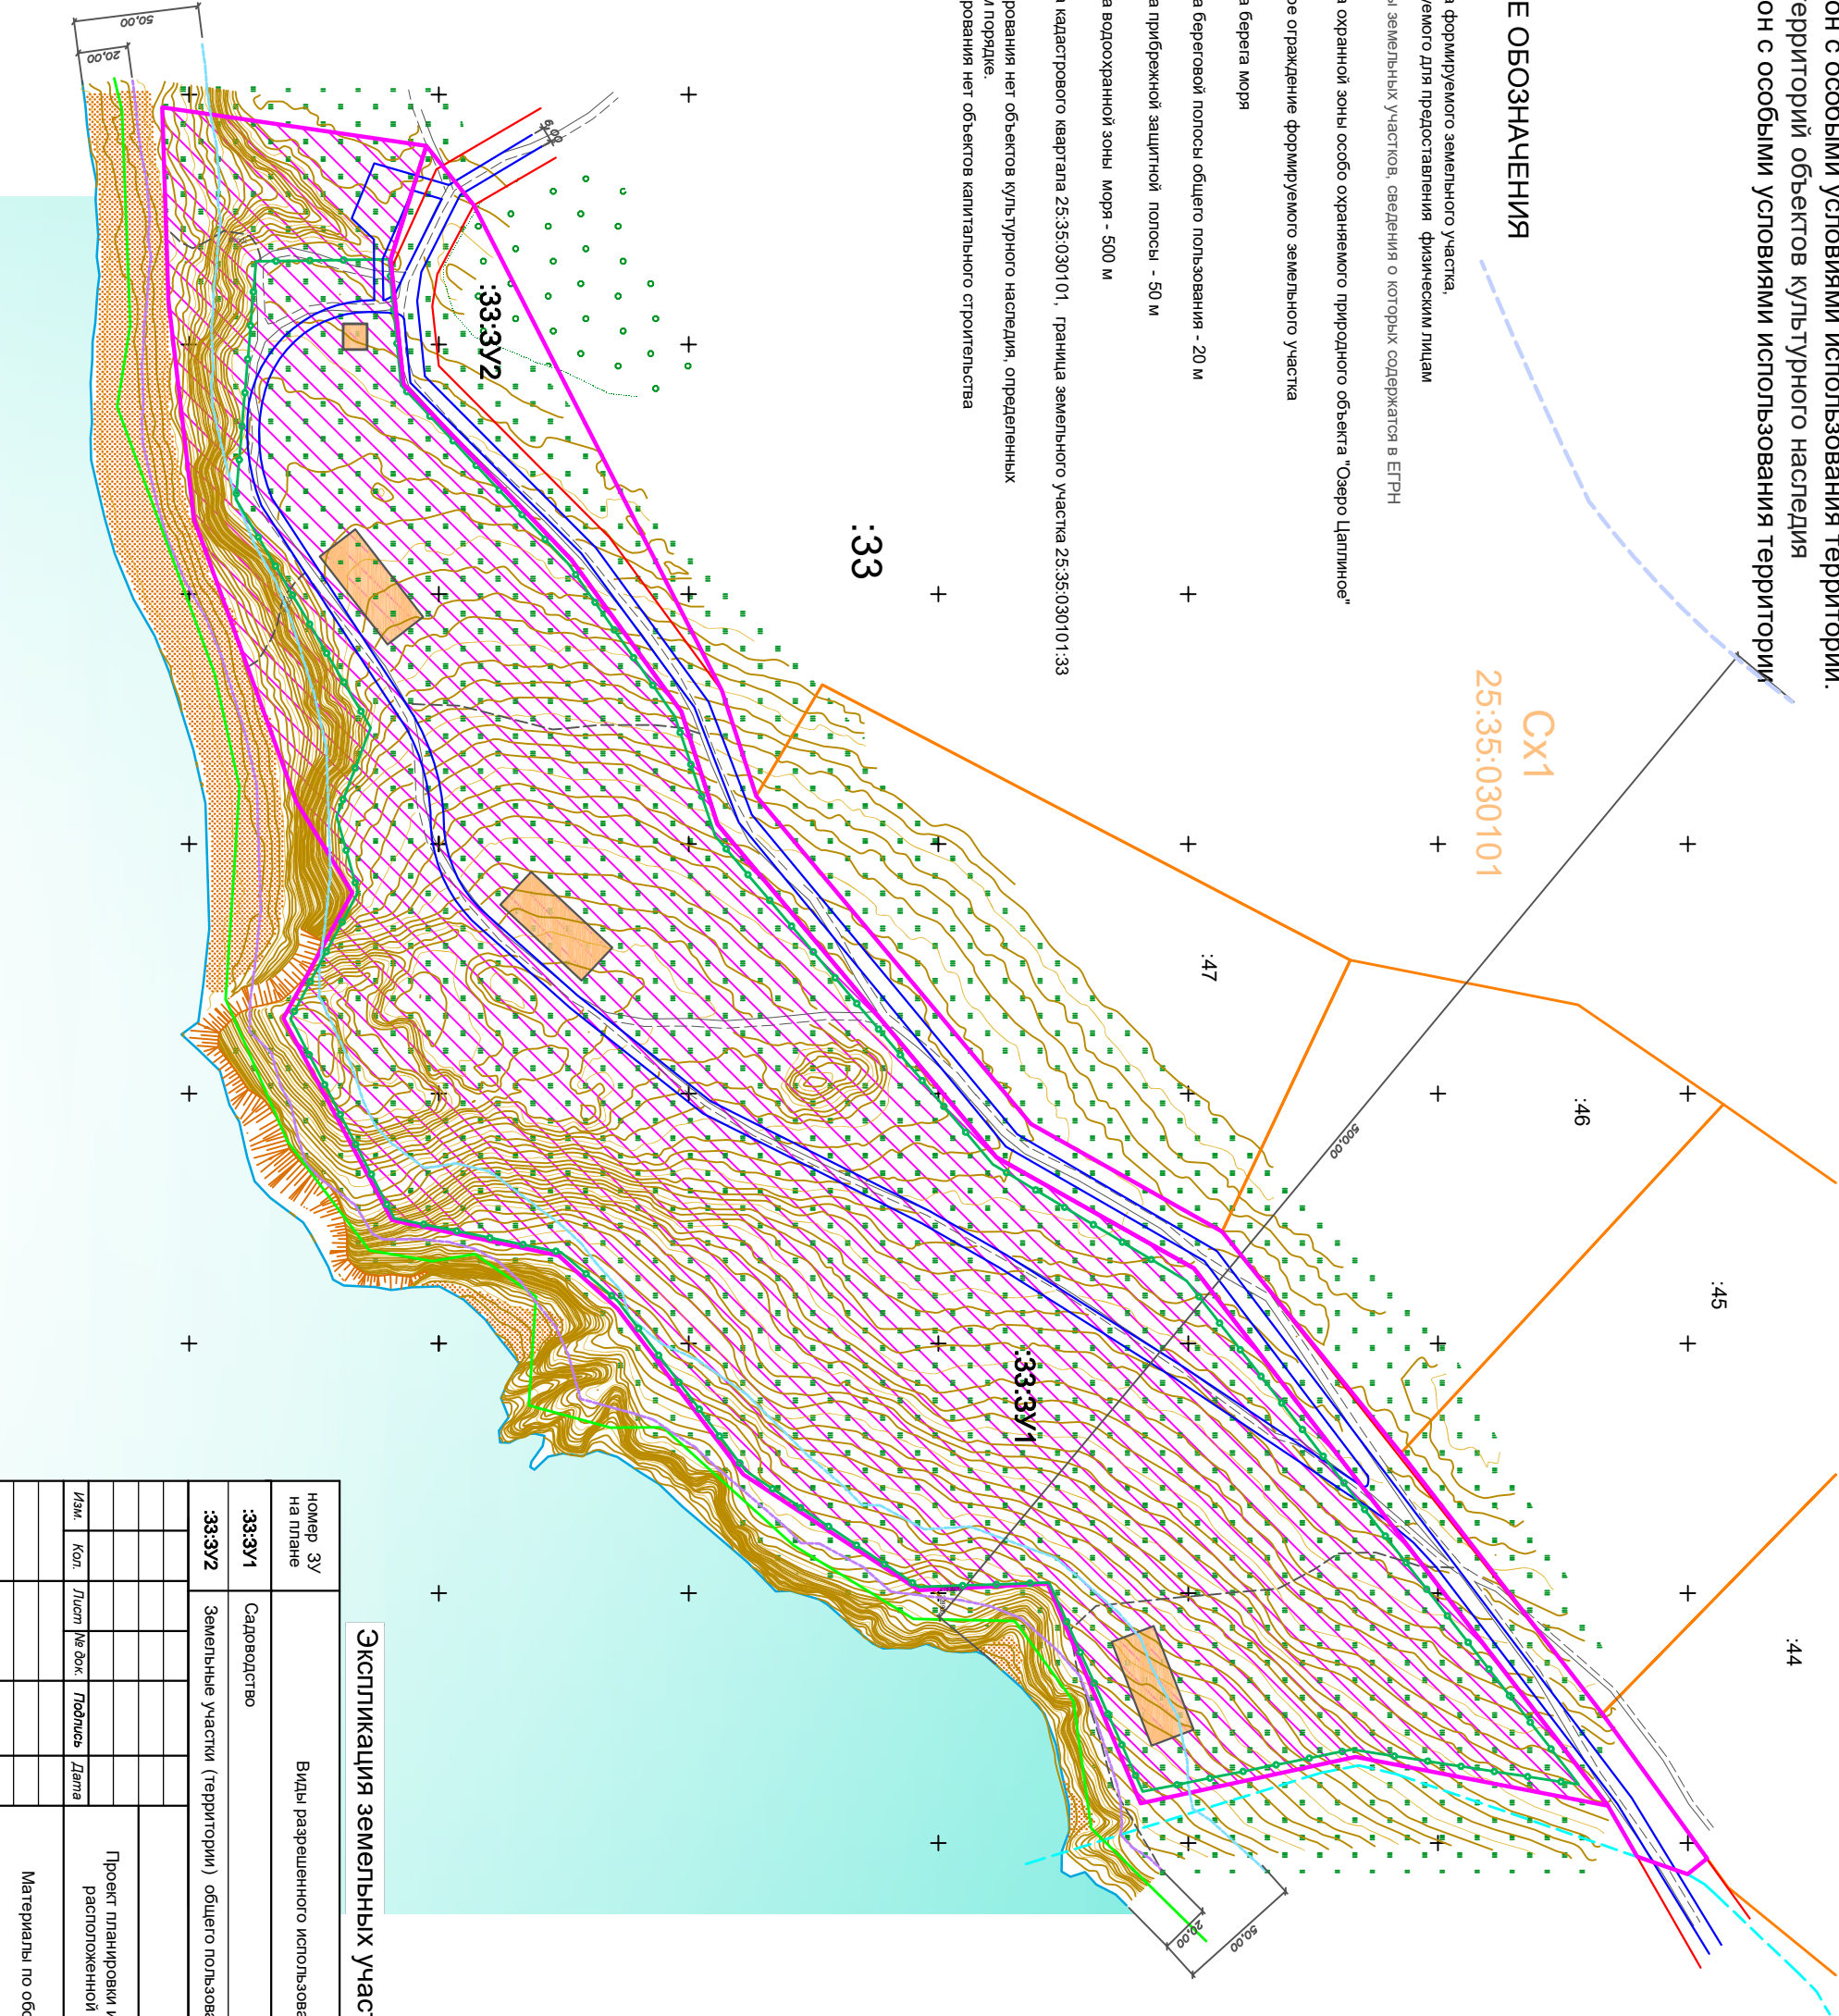 он с особыми условиями использования территории.
территорий объектов культурного наследия
он с особыми условиями использования территории
Е ОБОЗНАЧЕНИЯ
а формируемого земельного участка,
уемого для предоставления физическим лицам
ы земельных участков, сведения о которых содержатся в ЕГРН
а охранной зоны особо охраняемого природного объекта "Озеро Цаплиное"
ое ограждение формируемого земельного участка
а берега моря
а береговой полосы общего пользования - 20 м
а прибрежной защитной полосы - 50 м
а водоохранной зоны моря - 500 м
а кадастрового квартала 25:35:030101, граница земельного участка 25:35:030101:33
рования нет объектов культурного наследия, определенных
м порядке.
рования нет объектов капитального строительства
Сх1
25:35:030101
:33
:47
:46
:45
:44
:33:ЗУ2
:33:ЗУ1
50,00
20,00
6,00
500,00
20,00
50,00
Экспликация земельных участ
номер ЗУ
на плане
Виды разрешенного использова
:33:ЗУ1
Садоводство
:33:ЗУ2
Земельные участки (территории) общего пользова
Изм.
Кол.
Лист
№ док.
Подпись
Дата
Проект планировки и
расположенной
Материалы по обо